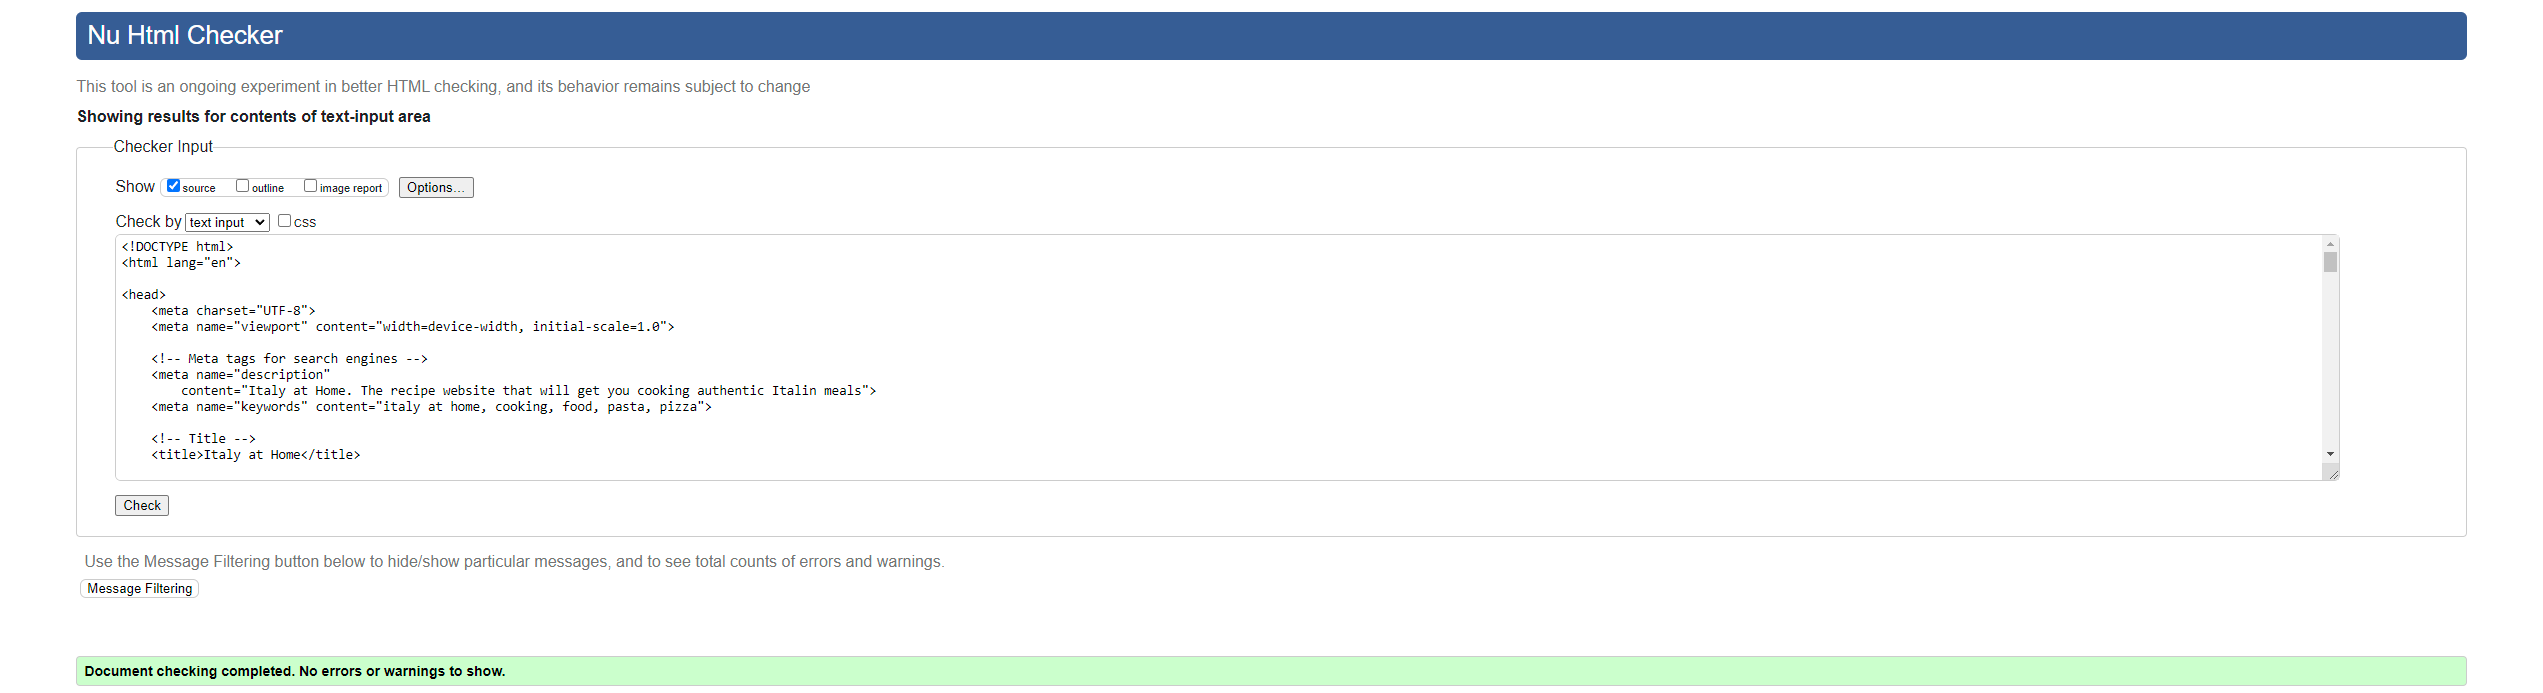 Nu Html Checker
This tool is an ongoing experiment in better HTML checking, and its behavior remains subject to change
Showing results for contents of text-input area
Checker Input
Show source outline image report Options...
Check by text input css
<!DOCTYPE html>
<html lang="en">
<head>
<meta charset="UTF-8">
<meta name="viewport" content="width=device-width, initial-scale=1.0">
<!-- Meta tags for search engines -->
<meta name="description"
content="Italy at Home. The recipe website that will get you cooking authentic Italin meals">
<meta name="keywords" content="italy at home, cooking, food, pasta, pizza">
<!-- Title -->
<title>Italy at Home</title>
Check
Use the Message Filtering button below to hide/show particular messages, and to see total counts of errors and warnings.
Message Filtering
Document checking completed. No errors or warnings to show.